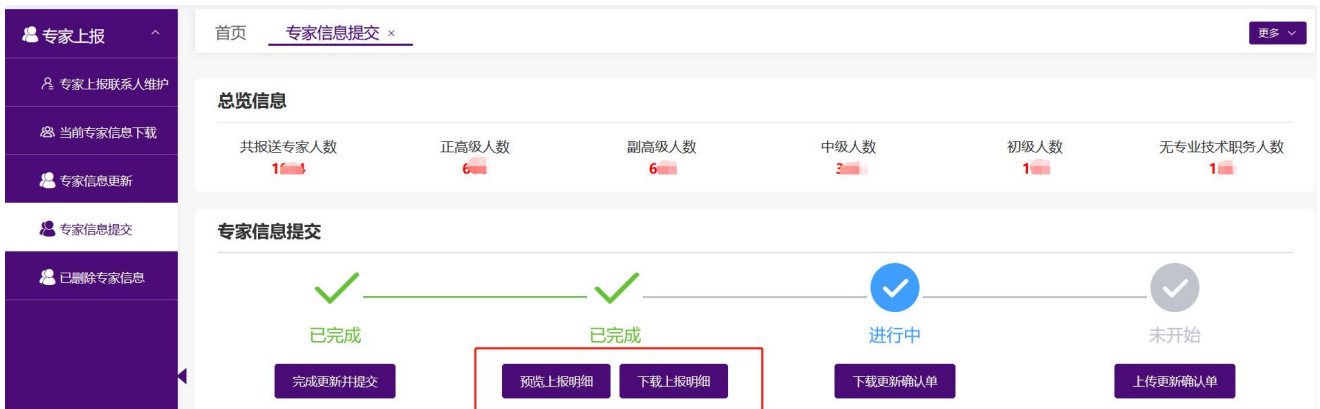 专家上报
首页 专家信息提交 ×
更多
专家上报联系人维护
当前专家信息下载
专家信息更新
专家信息提交
已删除专家信息
总览信息
共报送专家人数 正高级人数 副高级人数 中级人数 初级人数 无专业技术职务人数
专家信息提交
已完成 已完成 进行中 未开始
完成更新并提交 预览上报明细 下载上报明细 下载更新确认单 上传更新确认单